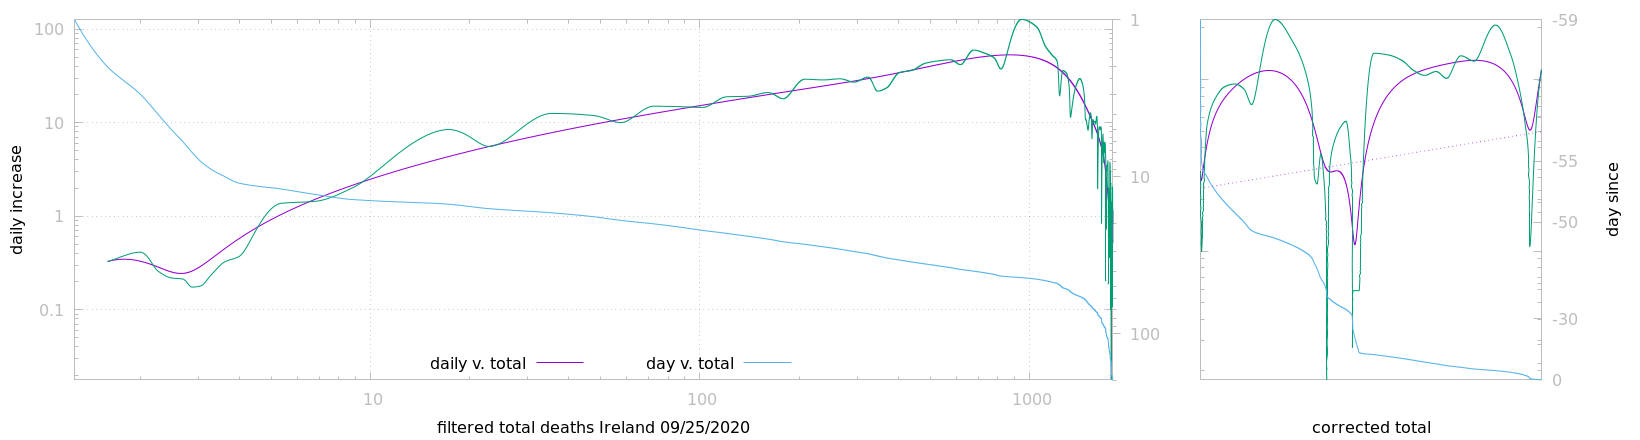 100
10
1
0.1
daily increase
daily v. total
day v. total
10
100
1000
filtered total deaths Ireland 09/25/2020
1
10
100
-59
-55
-50
-30
0
day since
corrected total